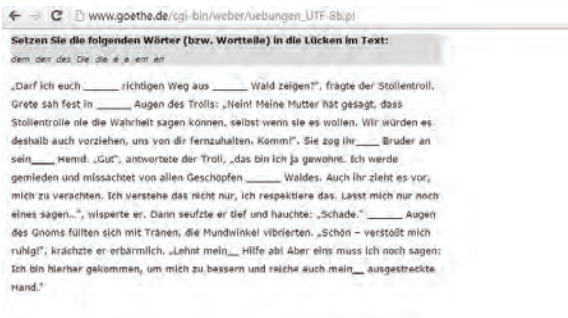 www.goethe.de/cgi-bin/weber/uebungen_UTF-8b.pl
Setzen Sie die folgenden Wörter (bzw. Wortteile) in die Lücken im Text:
dem den des Die die e e em en
„Darf ich euch ______ richtigen Weg aus ______ Wald zeigen?", fragte der Stollentroll.
Grete sah fest in ______ Augen des Trolls: „Nein! Meine Mutter hat gesagt, dass
Stollentrolle nie die Wahrheit sagen können, selbst wenn sie es wollen. Wir würden es
deshalb auch vorziehen, uns von dir fernzuhalten. Komm!". Sie zog ihr____ Bruder an
sein____ Hemd. „Gut", antwortete der Troll, „das bin ich ja gewohnt. Ich werde
gemieden und missachtet von allen Geschöpfen ______ Waldes. Auch ihr zieht es vor,
mich zu verachten. Ich verstehe das nicht nur, ich respektiere das. Lasst mich nur noch
eines sagen...", wisperte er. Dann seufzte er tief und hauchte: „Schade." ______ Augen
des Gnoms füllten sich mit Tränen, die Mundwinkel vibrierten. „Schön – verstoßt mich
ruhig!", krächzte er erbärmlich. „Lehnt mein__ Hilfe ab! Aber eins muss ich noch sagen:
Ich bin hierher gekommen, um mich zu bessern und reiche euch mein__ ausgestreckte
Hand."